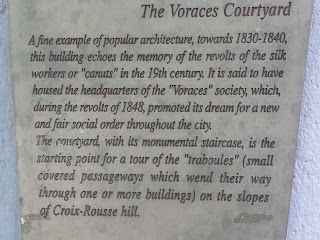 The Voraces Courtyard
A fine example of popular architecture, towards 1830-1840,
this building echoes the memory of the revolts of the silk
workers or "canuts" in the 19th century. It is said to have
housed the headquarters of the "Voraces" society, which,
during the revolts of 1848, promoted its dream for a new
and fair social order throughout the city.
The courtyard, with its monumental staircase, is the
starting point for a tour of the "traboules" (small
covered passageways which wend their way
through one or more buildings) on the slopes
of Croix-Rousse hill.